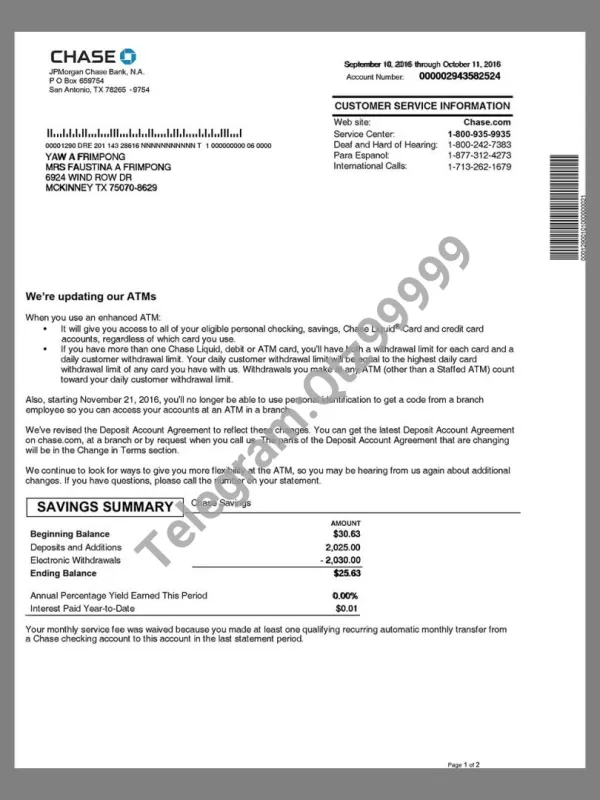 CHASE
JPMorgan Chase Bank, N.A.
P O Box 659754
San Antonio, TX 78265 - 9754
September 10, 2016 through October 11, 2016
Account Number: 000002943582524
CUSTOMER SERVICE INFORMATION
Web site: Chase.com
Service Center: 1-800-935-9935
Deaf and Hard of Hearing: 1-800-242-7383
Para Espanol: 1-877-312-4273
International Calls: 1-713-262-1679
00001290 DRE 201 143 28616 NNNNNNNNNNN T 1 000000000 06 0000
YAW A FRIMPONG
MRS FAUSTINA A FRIMPONG
6924 WIND ROW DR
MCKINNEY TX 75070-8629
We're updating our ATMs
When you use an enhanced ATM:
• It will give you access to all of your eligible personal checking, savings, Chase Liquid® Card and credit card
accounts, regardless of which card you use.
• If you have more than one Chase Liquid, debit or ATM card, you'll have both a withdrawal limit for each card and a
daily customer withdrawal limit. Your daily customer withdrawal limit will be equal to the highest daily card
withdrawal limit of any card you have with us. Withdrawals you make at any ATM (other than a Staffed ATM) count
toward your daily customer withdrawal limit.
Also, starting November 21, 2016, you'll no longer be able to use personal identification to get a code from a branch
employee so you can access your accounts at an ATM in a branch.
We've revised the Deposit Account Agreement to reflect these changes. You can get the latest Deposit Account Agreement
on chase.com, at a branch or by request when you call us. The parts of the Deposit Account Agreement that are changing
will be in the Change in Terms section.
We continue to look for ways to give you more flexibility at the ATM, so you may be hearing from us again about additional
changes. If you have questions, please call the number on your statement.
SAVINGS SUMMARY Chase Savings
AMOUNT
Beginning Balance $30.63
Deposits and Additions 2,025.00
Electronic Withdrawals - 2,030.00
Ending Balance $25.63
Annual Percentage Yield Earned This Period 0.00%
Interest Paid Year-to-Date $0.01
Your monthly service fee was waived because you made at least one qualifying recurring automatic monthly transfer from
a Chase checking account to this account in the last statement period.
Page 1 of 2
Telegram:Qtz99999